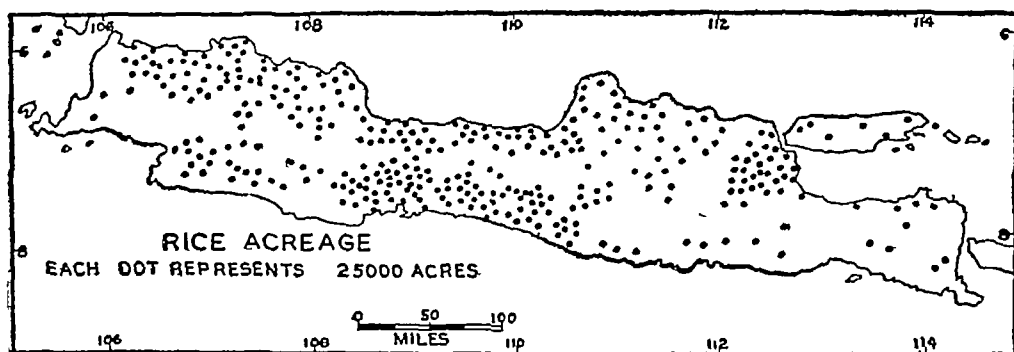 106 108 110 112 114
6 6
8 8
RICE ACREAGE
EACH DOT REPRESENTS 25000 ACRES
0 50 100
MILES
106 108 110 112 114